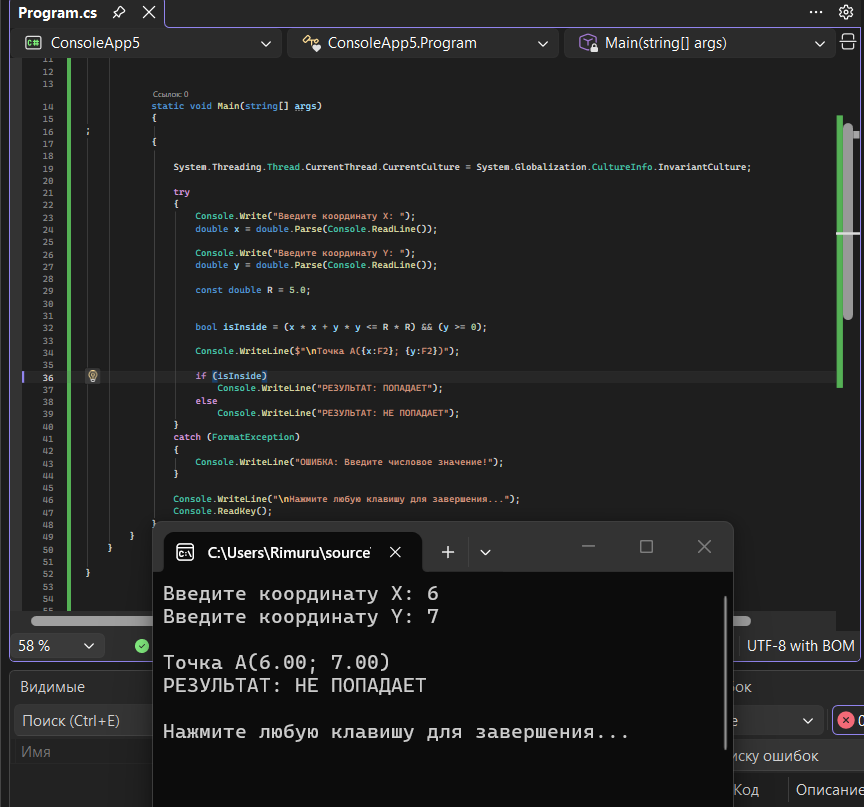 Program.cs
ConsoleApp5
ConsoleApp5.Program
Main(string[] args)
11
12
13
Ссылок: 0
14 static void Main(string[] args)
15 {
16 ;
17 {
18
19 System.Threading.Thread.CurrentThread.CurrentCulture = System.Globalization.CultureInfo.InvariantCulture;
20
21 try
22 {
23 Console.Write("Введите координату X: ");
24 double x = double.Parse(Console.ReadLine());
25
26 Console.Write("Введите координату Y: ");
27 double y = double.Parse(Console.ReadLine());
28
29 const double R = 5.0;
30
31
32 bool isInside = (x * x + y * y <= R * R) && (y >= 0);
33
34 Console.WriteLine($"\nТочка A({x:F2}; {y:F2})");
35
36 if (isInside)
37 Console.WriteLine("РЕЗУЛЬТАТ: ПОПАДАЕТ");
38 else
39 Console.WriteLine("РЕЗУЛЬТАТ: НЕ ПОПАДАЕТ");
40 }
41 catch (FormatException)
42 {
43 Console.WriteLine("ОШИБКА: Введите числовое значение!");
44 }
45
46 Console.WriteLine("\nНажмите любую клавишу для завершения...");
47 Console.ReadKey();
48 }
49 }
50 }
51
52 }
53
54
55
C:\Users\Rimuru\source\
Введите координату X: 6
Введите координату Y: 7
Точка A(6.00; 7.00)
РЕЗУЛЬТАТ: НЕ ПОПАДАЕТ
Нажмите любую клавишу для завершения...
58 %
UTF-8 with BOM
Видимые
Поиск (Ctrl+E)
Имя
ок
е
0
иску ошибок
Код
Описание